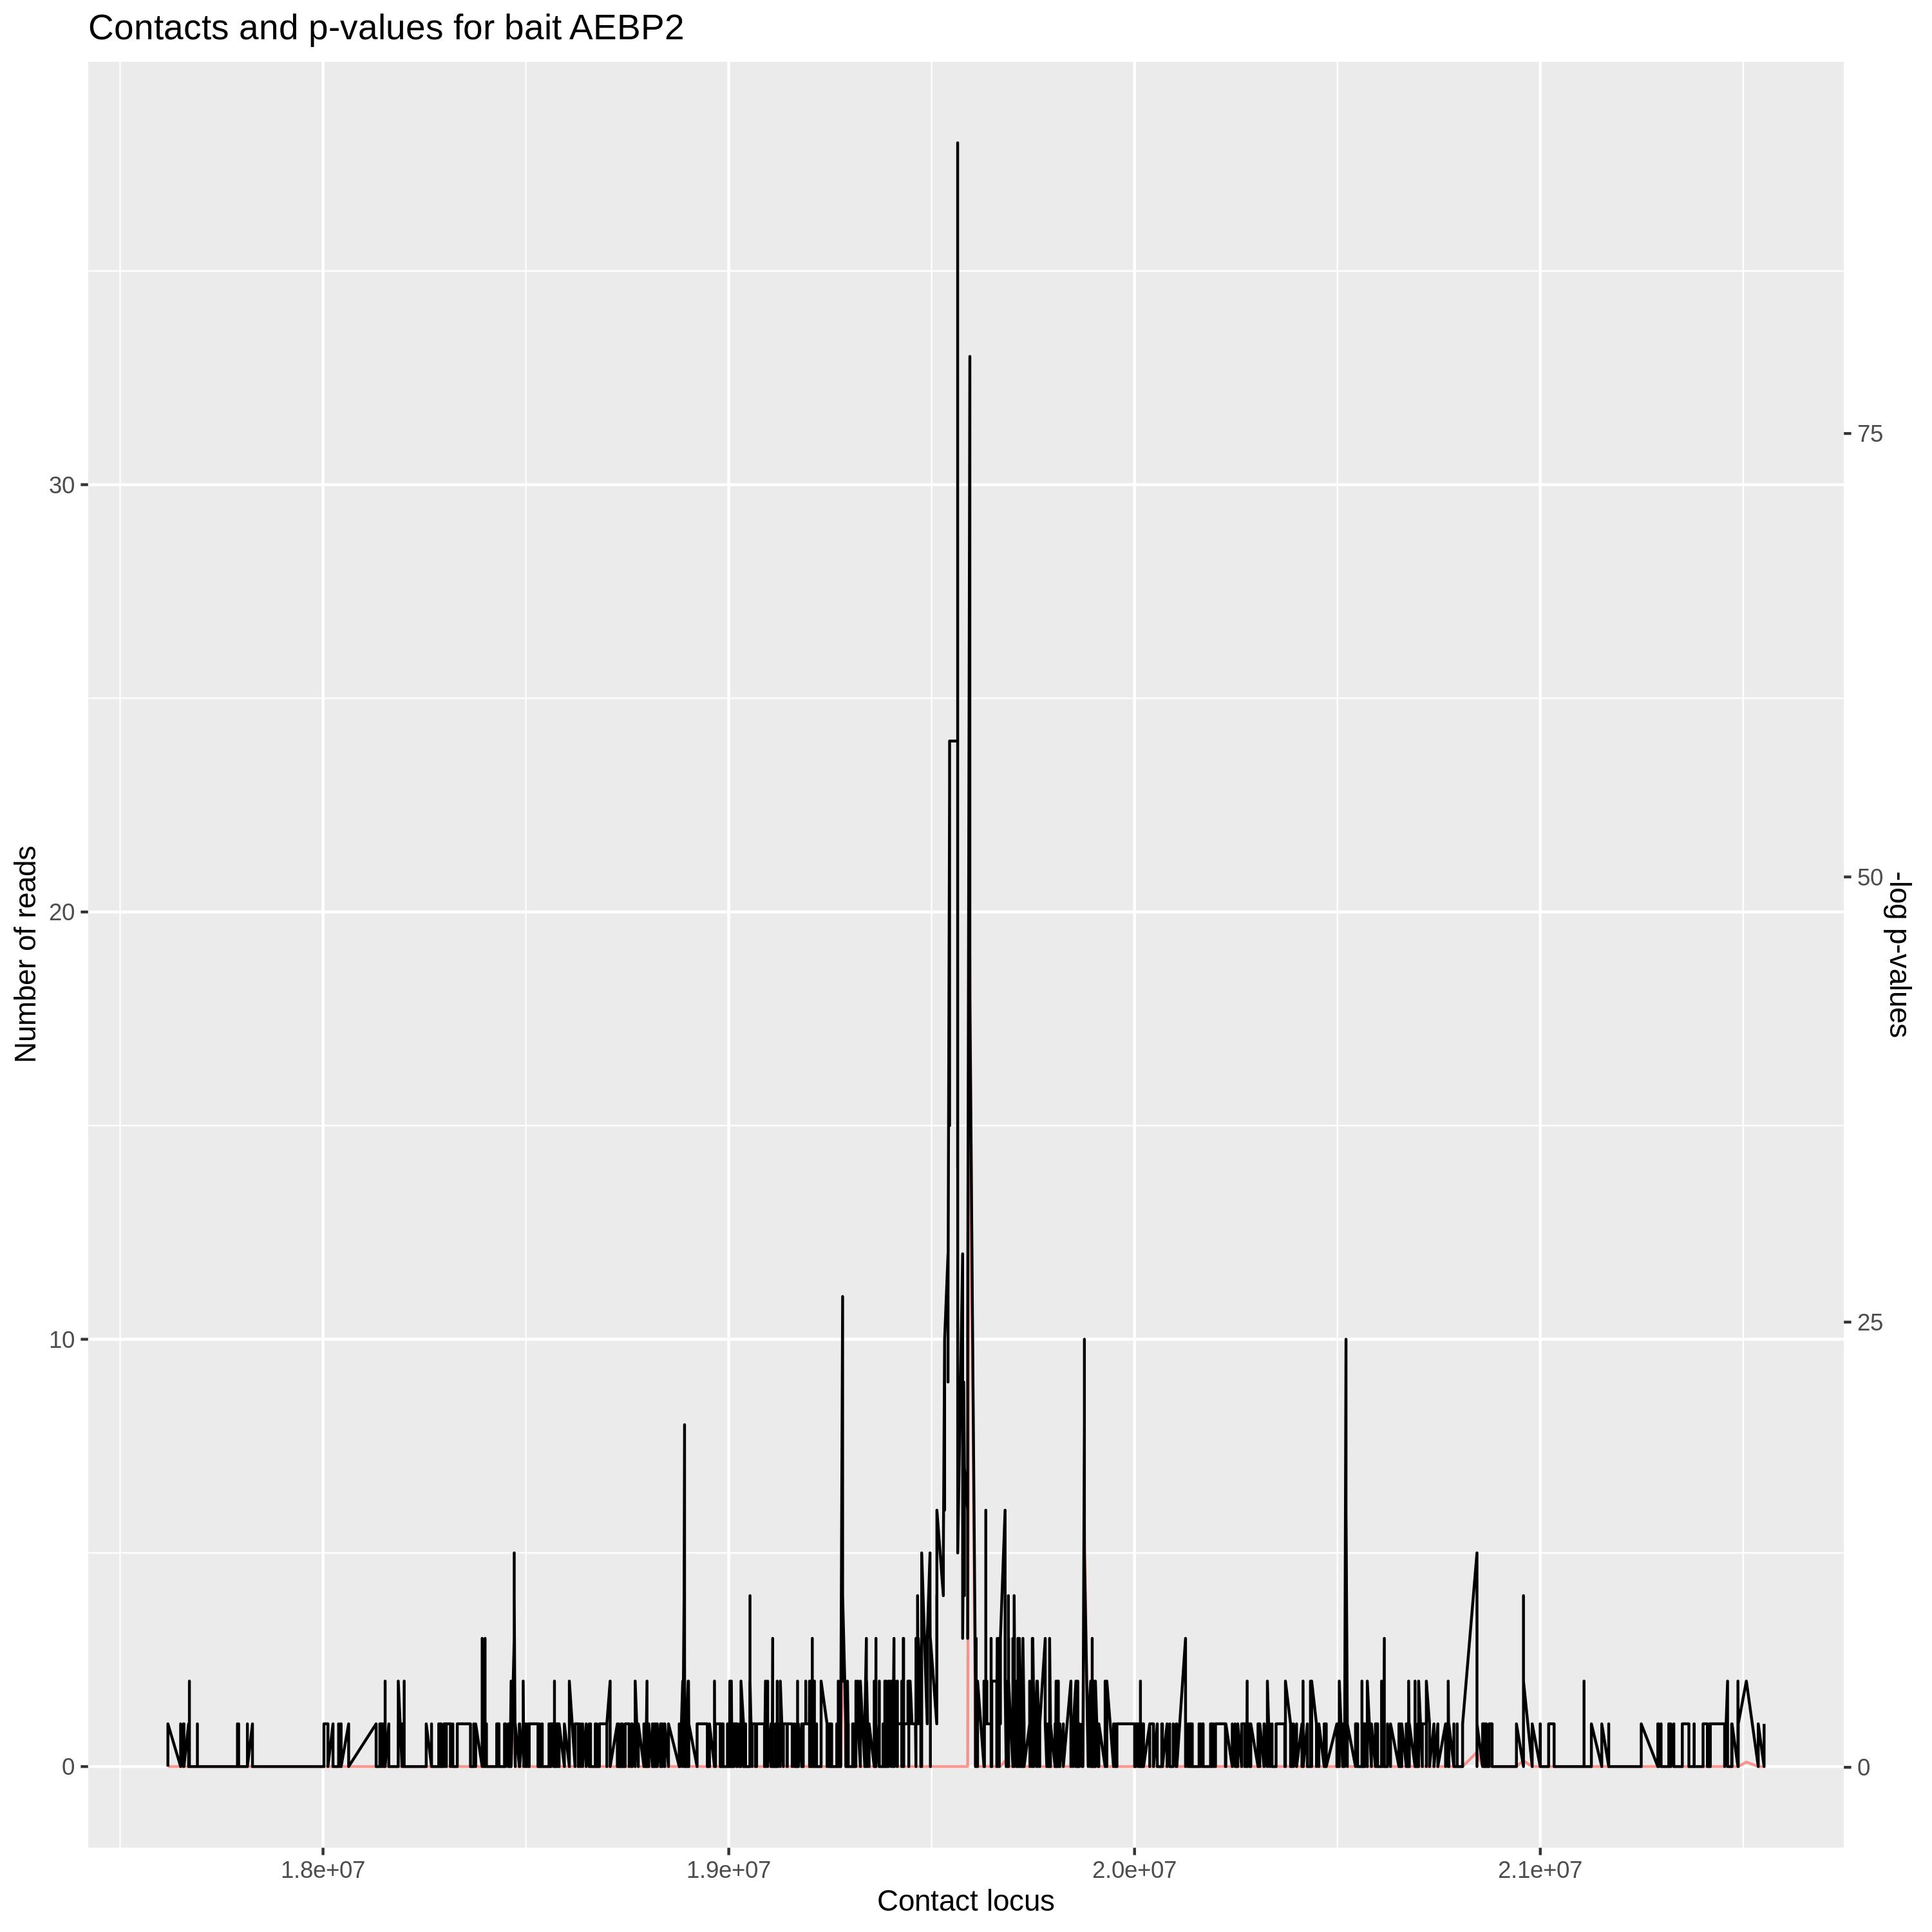 Contacts and p-values for bait AEBP2
Number of reads
30
20
10
0
75
50
25
0
-log p-values
1.8e+07
1.9e+07
2.0e+07
2.1e+07
Contact locus